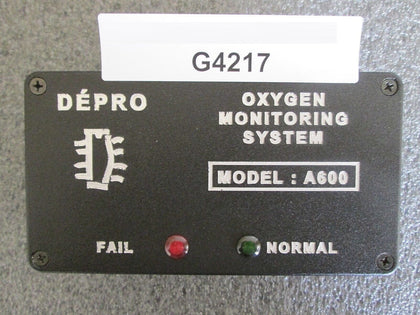 G4217
DÉPRO
OXYGEN
MONITORING
SYSTEM
MODEL : A600
FAIL
NORMAL